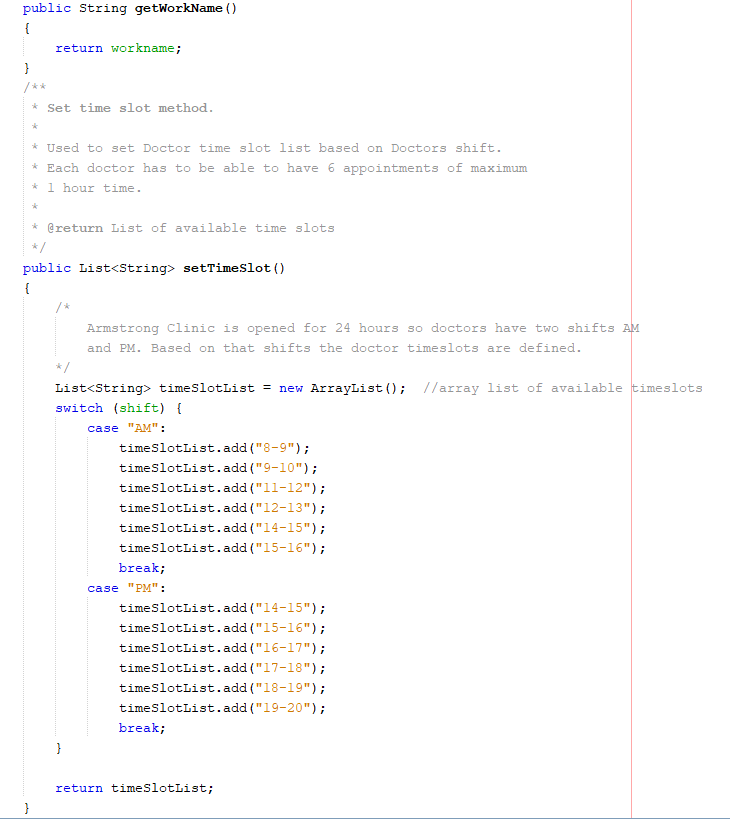 public String getWorkName()
{
    return workname;
}
/**
 * Set time slot method.
 *
 * Used to set Doctor time slot list based on Doctors shift.
 * Each doctor has to be able to have 6 appointments of maximum
 * 1 hour time.
 *
 * @return List of available time slots
 */
public List<String> setTimeSlot()
{
    /*
        Armstrong Clinic is opened for 24 hours so doctors have two shifts AM
        and PM. Based on that shifts the doctor timeslots are defined.
    */
    List<String> timeSlotList = new ArrayList();  //array list of available timeslots
    switch (shift) {
        case "AM":
            timeSlotList.add("8-9");
            timeSlotList.add("9-10");
            timeSlotList.add("11-12");
            timeSlotList.add("12-13");
            timeSlotList.add("14-15");
            timeSlotList.add("15-16");
            break;
        case "PM":
            timeSlotList.add("14-15");
            timeSlotList.add("15-16");
            timeSlotList.add("16-17");
            timeSlotList.add("17-18");
            timeSlotList.add("18-19");
            timeSlotList.add("19-20");
            break;
    }

    return timeSlotList;
}